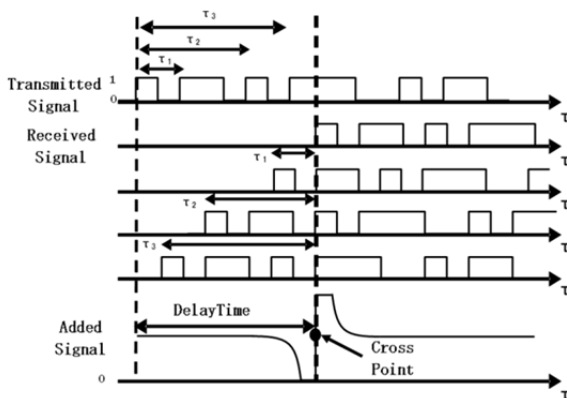 τ₃
τ₂
τ₁
Transmitted
Signal
1
0
τ
Received
Signal
τ
τ₁
τ
τ₂
τ
τ₃
τ
DelayTime
Added
Signal
Cross
Point
0
τ